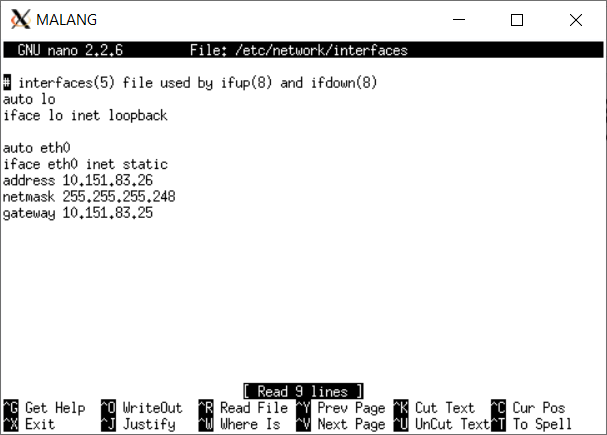 MALANG
GNU nano 2.2.6 File: /etc/network/interfaces
# interfaces(5) file used by ifup(8) and ifdown(8)
auto lo
iface lo inet loopback
auto eth0
iface eth0 inet static
address 10.151.83.26
netmask 255.255.255.248
gateway 10.151.83.25
[ Read 9 lines ]
^G Get Help ^O WriteOut ^R Read File ^Y Prev Page ^K Cut Text ^C Cur Pos
^X Exit ^J Justify ^W Where Is ^V Next Page ^U UnCut Text ^T To Spell